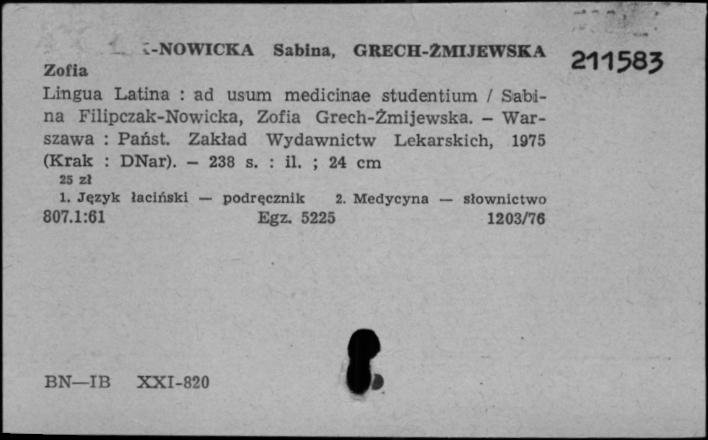 -NOWICKA Sabina, GRECH-ŻMIJEWSKA
Zofia
211583
Lingua Latina : ad usum medicinae studentium / Sabi-
na Filipczak-Nowicka, Zofia Grech-Żmijewska. — War-
szawa : Państ. Zakład Wydawnictw Lekarskich, 1975
(Krak : DNar). — 238 s. : il. ; 24 cm
25 zł
1. Język łaciński — podręcznik 2. Medycyna — słownictwo
807.1:61 Egz. 5225 1203/76
BN—IB XXI-820